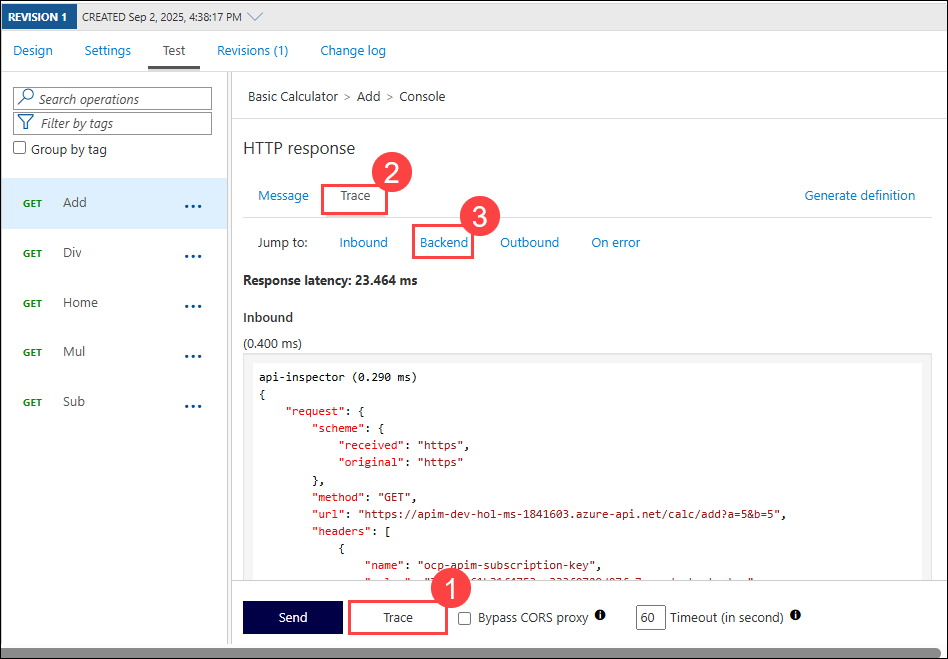 REVISION 1 CREATED Sep 2, 2025, 4:38:17 PM
Design Settings Test Revisions (1) Change log
Search operations
Filter by tags
Group by tag
GET Add ...
GET Div ...
GET Home ...
GET Mul ...
GET Sub ...
Basic Calculator > Add > Console
HTTP response
2
Message Trace Generate definition
3
Jump to: Inbound Backend Outbound On error
Response latency: 23.464 ms
Inbound
(0.400 ms)
api-inspector (0.290 ms)
{
"request": {
"scheme": {
"received": "https",
"original": "https"
},
"method": "GET",
"url": "https://apim-dev-hol-ms-1841603.azure-api.net/calc/add?a=5&b=5",
"headers": [
{
"name": "ocp-apim-subscription-key",
1
Send Trace Bypass CORS proxy 60 Timeout (in second)